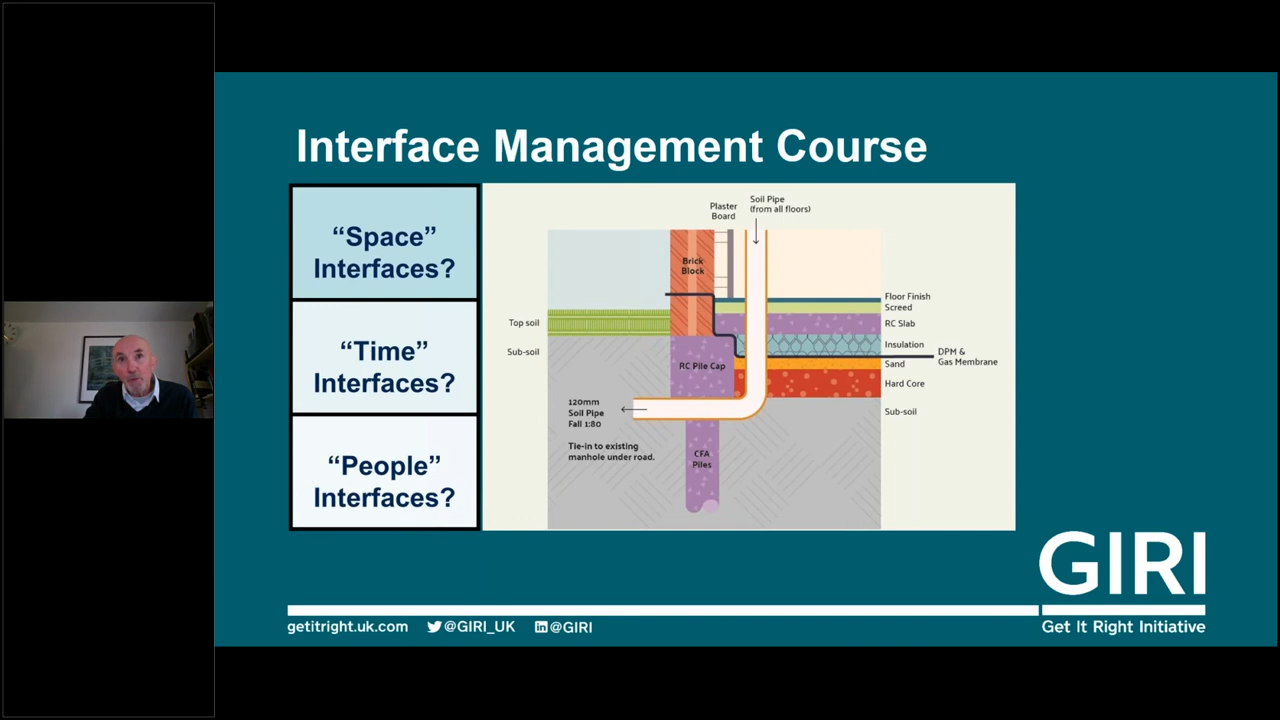 Interface Management Course
“Space”
Interfaces?
“Time”
Interfaces?
“People”
Interfaces?
Plaster
Board
Soil Pipe
(from all floors)
Brick
Block
Top soil
Sub-soil
RC Pile Cap
Floor Finish
Screed
RC Slab
Insulation
DPM &
Gas Membrane
Sand
Hard Core
Sub-soil
120mm
Soil Pipe
Fall 1:80
Tie-in to existing
manhole under road.
CFA
Piles
GIRI
Get It Right Initiative
getitright.uk.com
@GIRI_UK
in @GIRI